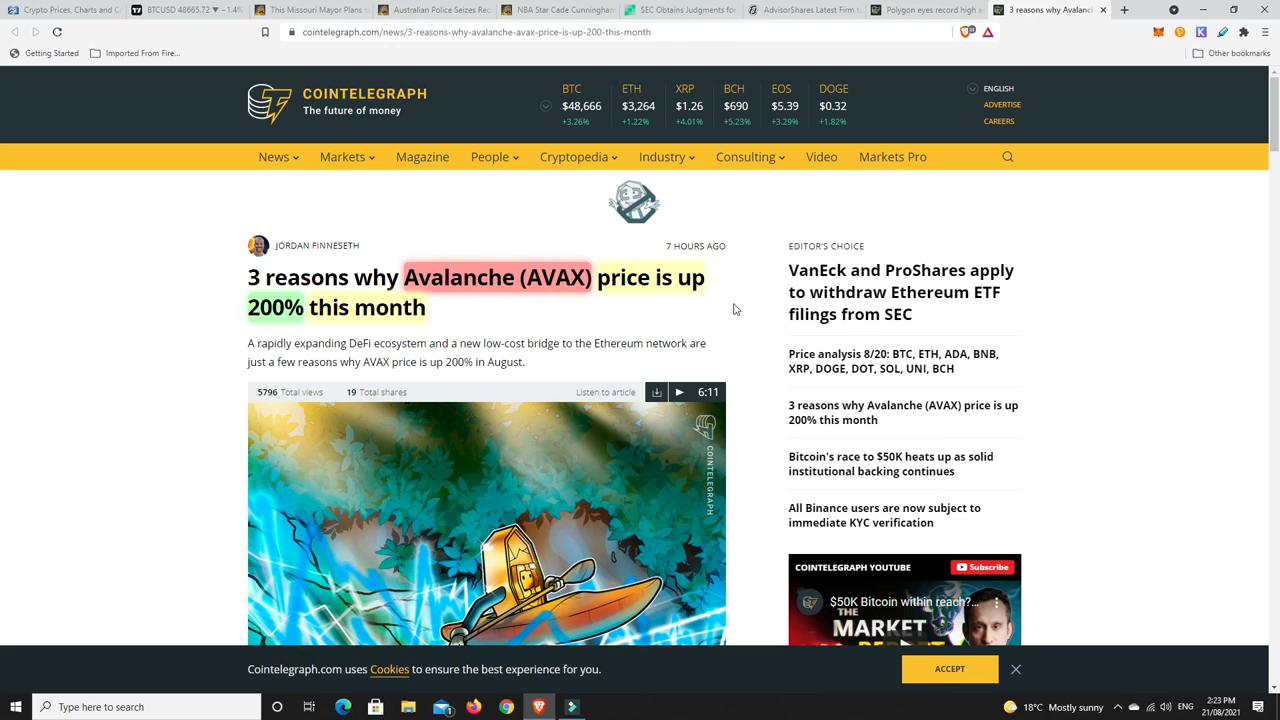 Crypto Prices, Charts and C
BTCUSD 48665.72 ▼ −1.4%
This Missouri Mayor Plans t
Australian Police Seizes Rec
NBA Star Cade Cunningham
SEC Obtains Judgments for
AdvisorShares Latest Firm to
Polygon eyes record high a
3 reasons why Avalanc
cointelegraph.com/news/3-reasons-why-avalanche-avax-price-is-up-200-this-month
Getting Started
Imported From Fire...
Other bookmarks
COINTELEGRAPH
The future of money
BTC ETH XRP BCH EOS DOGE
$48,666 $3,264 $1.26 $690 $5.39 $0.32
+3.26% +1.22% +4.01% +5.23% +3.29% +1.82%
ENGLISH
ADVERTISE
CAREERS
News Markets Magazine People Cryptopedia Industry Consulting Video Markets Pro
JORDAN FINNESETH
7 HOURS AGO
3 reasons why Avalanche (AVAX) price is up
200% this month
A rapidly expanding DeFi ecosystem and a new low-cost bridge to the Ethereum network are
just a few reasons why AVAX price is up 200% in August.
5796 Total views 19 Total shares Listen to article 6:11
COINTELEGRAPH
EDITOR'S CHOICE
VanEck and ProShares apply
to withdraw Ethereum ETF
filings from SEC
Price analysis 8/20: BTC, ETH, ADA, BNB,
XRP, DOGE, DOT, SOL, UNI, BCH
3 reasons why Avalanche (AVAX) price is up
200% this month
Bitcoin's race to $50K heats up as solid
institutional backing continues
All Binance users are now subject to
immediate KYC verification
COINTELEGRAPH YOUTUBE
Subscribe
$50K Bitcoin within reach?...
THE
MARKET
Cointelegraph.com uses Cookies to ensure the best experience for you.
ACCEPT
Type here to search
18°C Mostly sunny
ENG
2:23 PM
21/08/2021